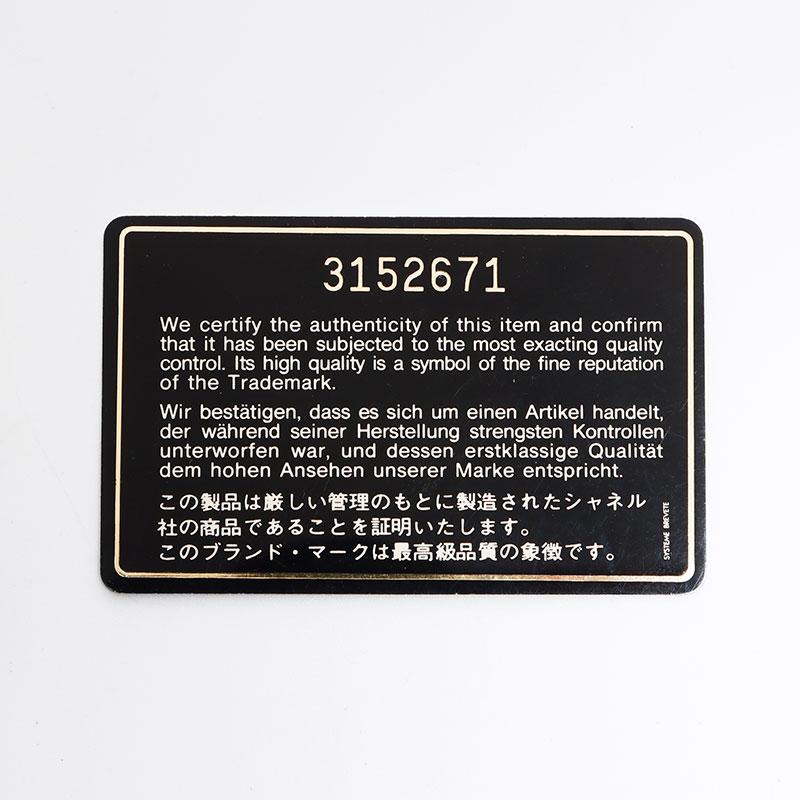 3152671
We certify the authenticity of this item and confirm
that it has been subjected to the most exacting quality
control. Its high quality is a symbol of the fine reputation
of the Trademark.
Wir bestätigen, dass es sich um einen Artikel handelt,
der während seiner Herstellung strengsten Kontrollen
unterworfen war, und dessen erstklassige Qualität
dem hohen Ansehen unserer Marke entspricht.
この製品は厳しい管理のもとに製造されたシャネル
社の商品であることを証明いたします。
このブランド・マークは最高級品質の象徴です。
SYSTEME BREVETE